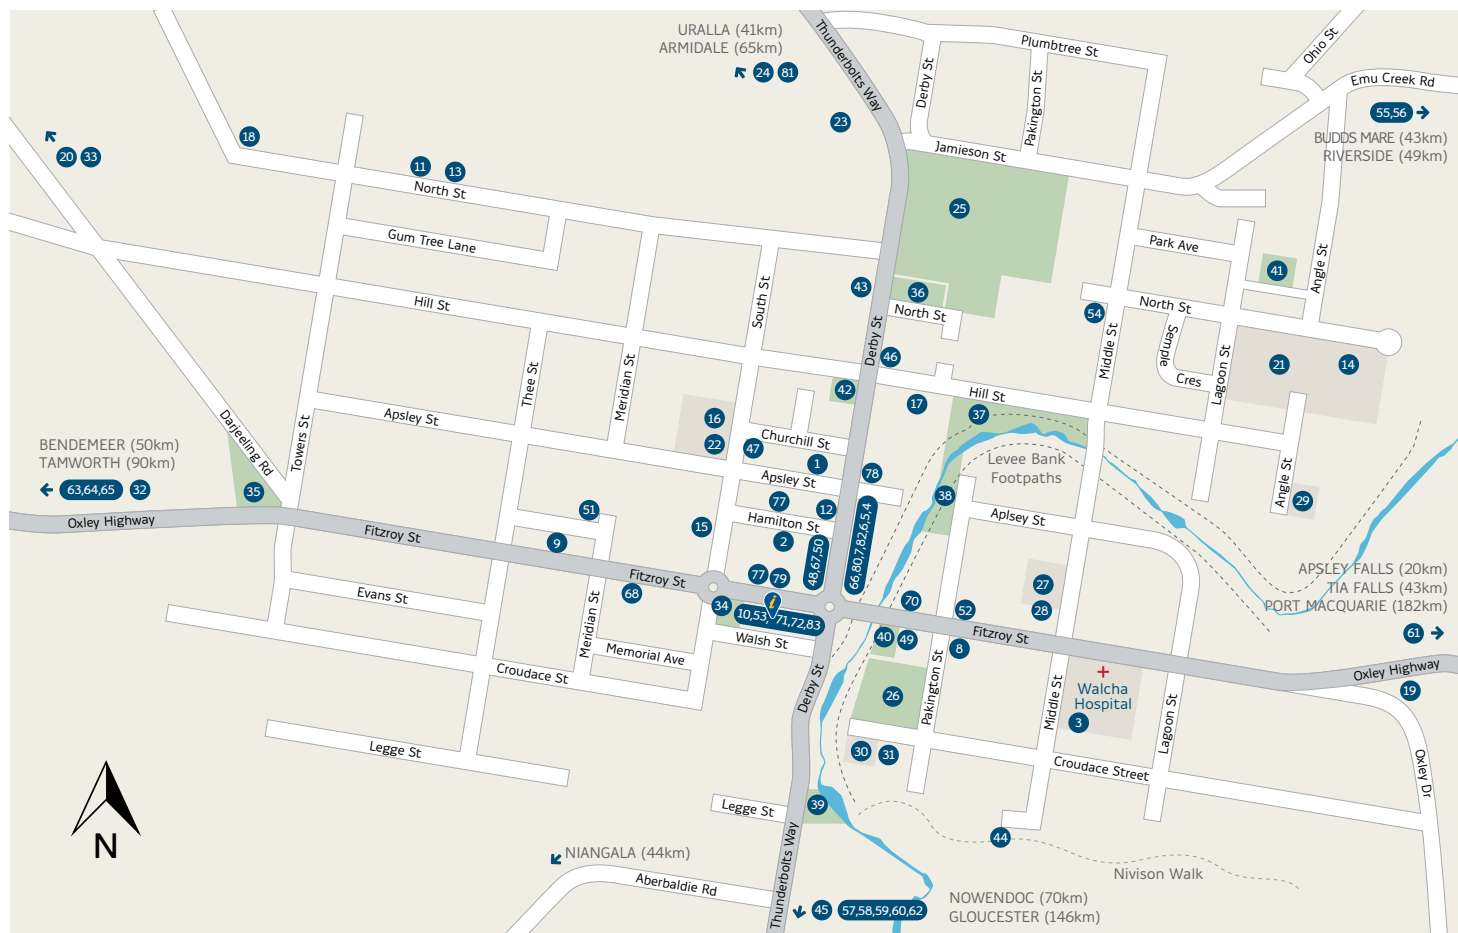 URALLA (41km)
ARMIDALE (65km)
24
81
Thunderbolts Way
23
Derby St
Plumbtree St
Pakington St
Jamieson St
Ohio St
Emu Creek Rd
55,56
BUDDS MARE (43km)
RIVERSIDE (49km)
20
33
18
11
13
North St
Gum Tree Lane
25
Park Ave
41
Angle St
Hill St
South St
43
36
North St
Derby St
54
North St
Middle St
Semple
Cres
Lagoon St
21
14
46
42
17
Hill St
37
Thee St
Meridian St
Apsley St
16
22
47
Churchill St
1
Apsley St
78
77
12
Hamilton St
2
48,67,50
66,80,7,82,6,5,4
Levee Bank
Footpaths
38
Aplsey St
Angle St
29
Darjeeling Rd
Towers St
BENDEMEER (50km)
TAMWORTH (90km)
63,64,65
32
35
Oxley Highway
Fitzroy St
51
9
15
Fitzroy St
68
77
79
34
i
10,53,
71,72,83
Walsh St
70
52
27
28
40
49
8
Fitzroy St
APSLEY FALLS (20km)
TIA FALLS (43km)
PORT MACQUARIE (182km)
61
Oxley Highway
19
Evans St
Meridian St
Memorial Ave
Croudace St
Derby St
26
Pakington St
Middle St
Walcha
Hospital
3
Lagoon St
30
31
Croudace Street
Oxley Dr
Legge St
Legge St
39
44
Nivison Walk
N
NIANGALA (44km)
Aberbaldie Rd
Thunderbolts Way
45
57,58,59,60,62
NOWENDOC (70km)
GLOUCESTER (146km)